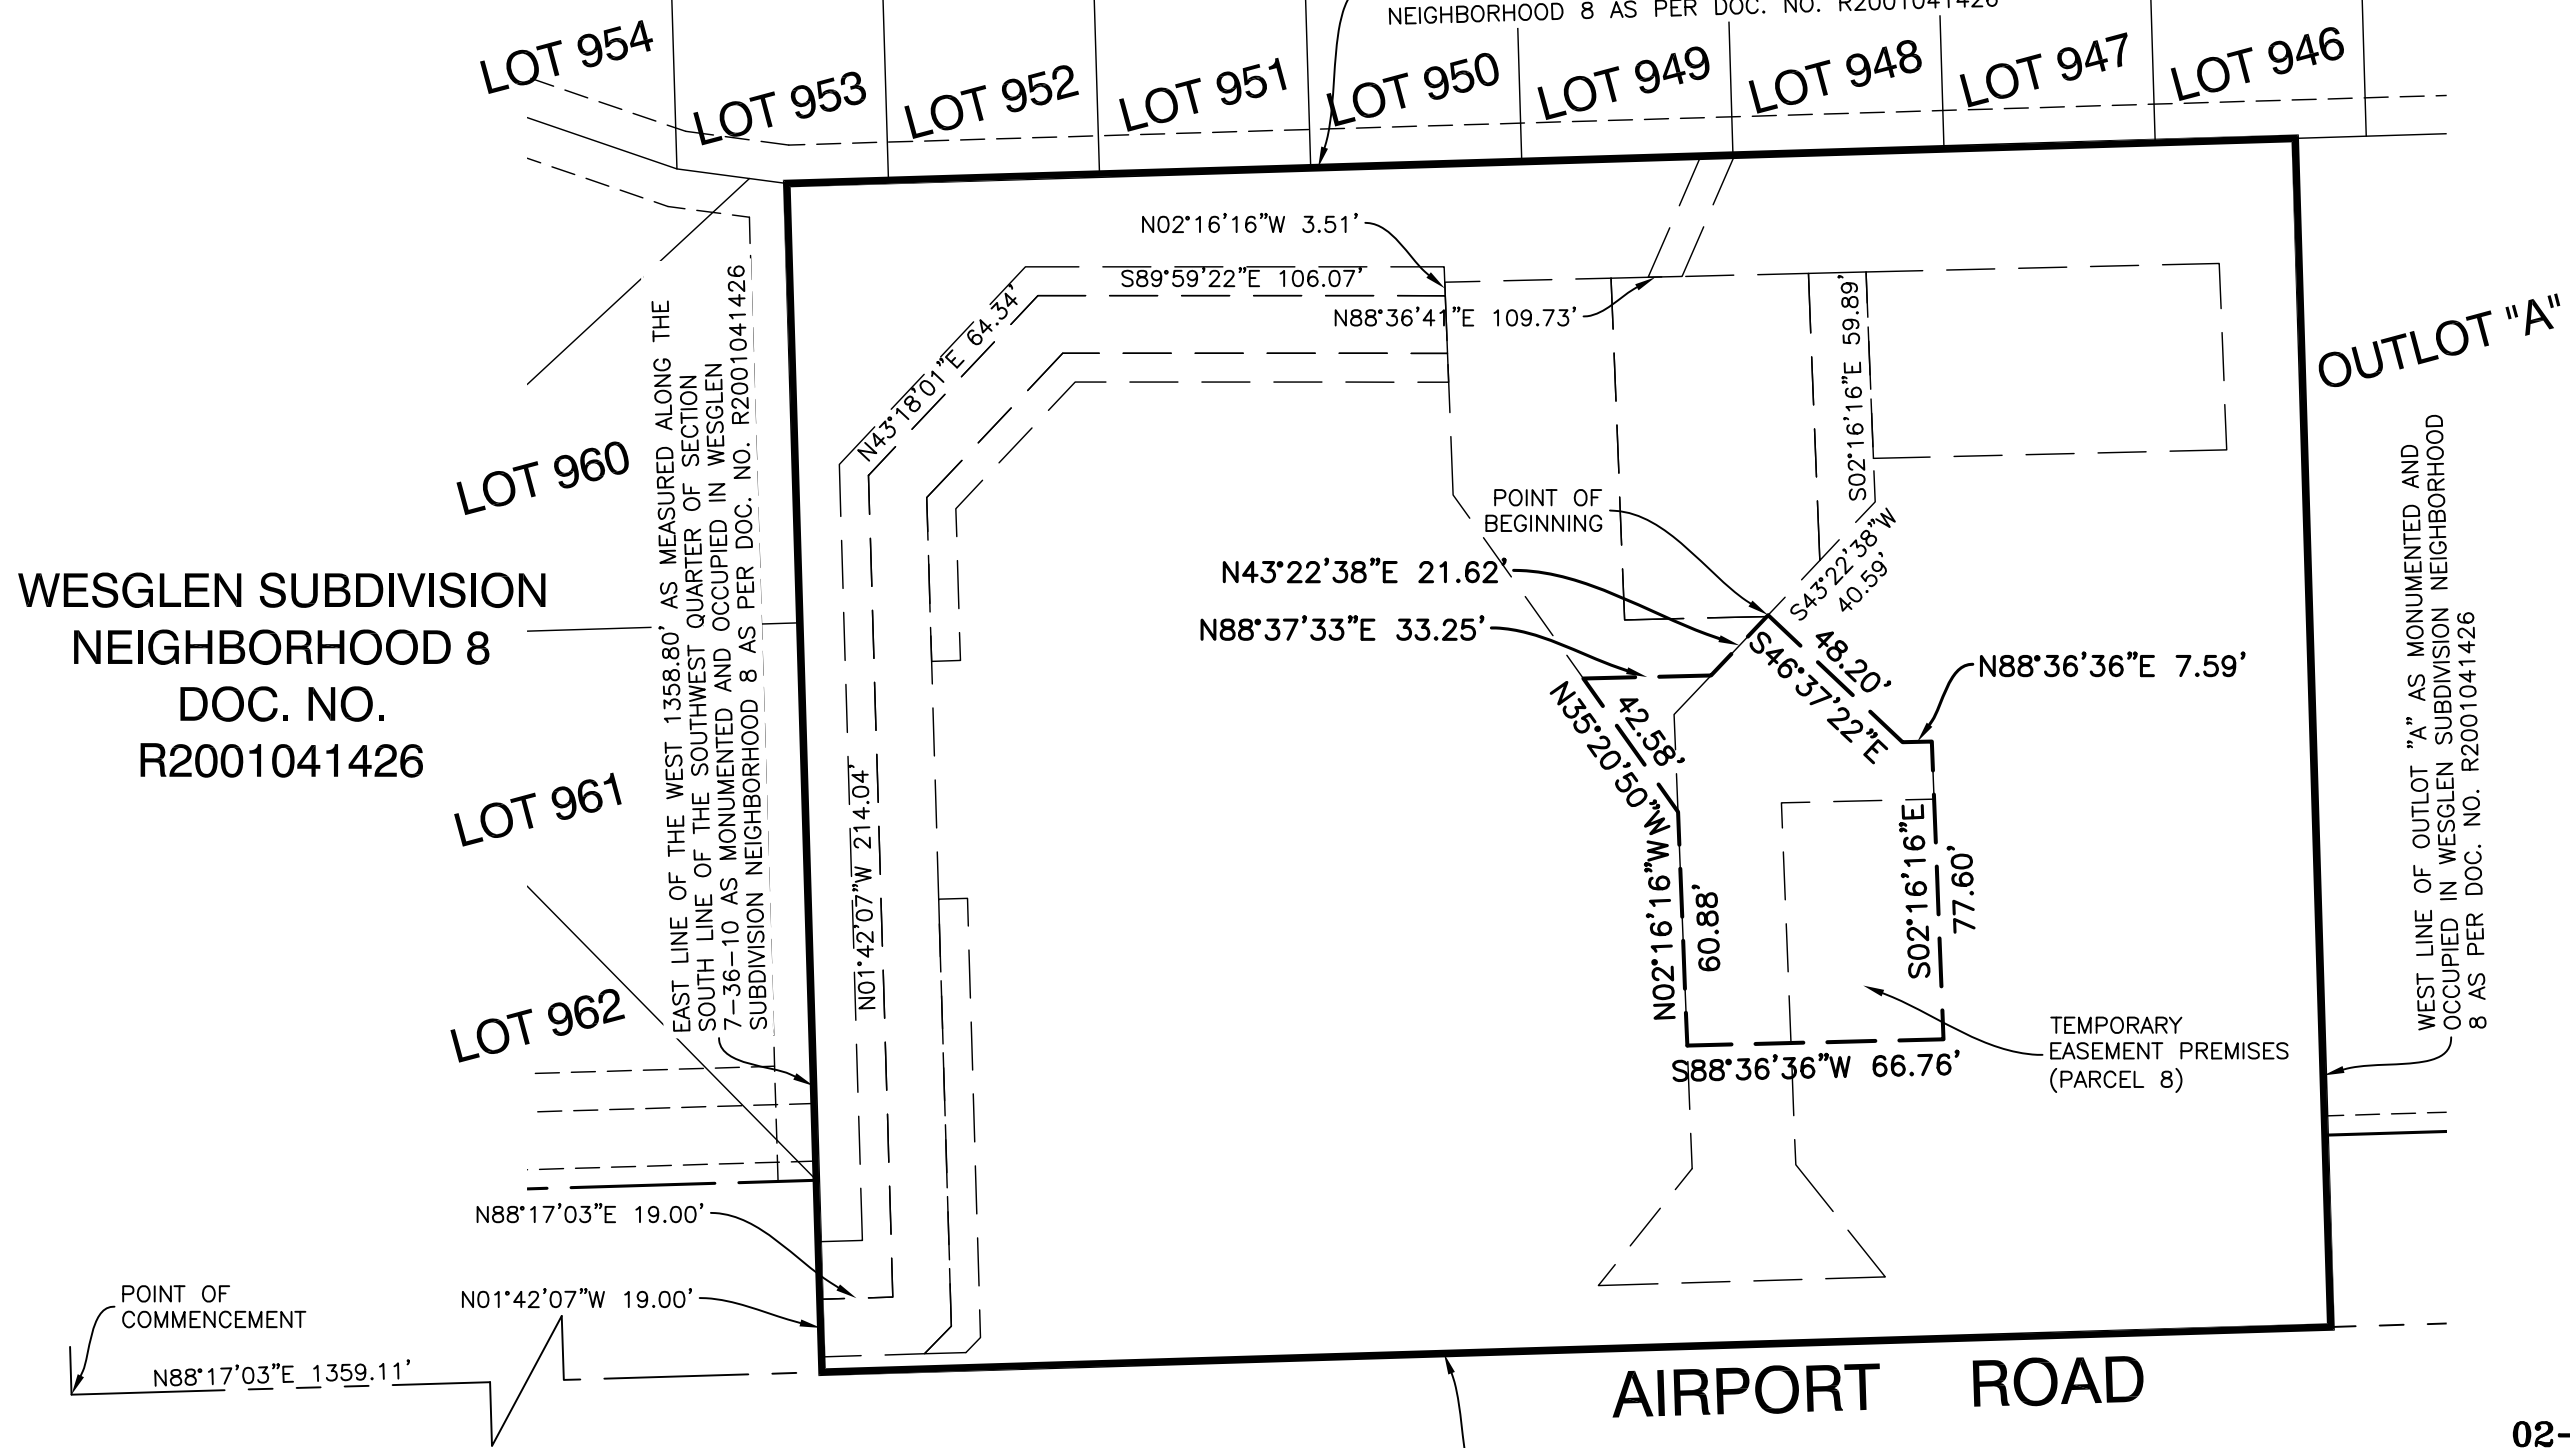 NEIGHBORHOOD 8 AS PER DOC. NO. R2001041426
LOT 954
LOT 953
LOT 952
LOT 951
LOT 950
LOT 949
LOT 948
LOT 947
LOT 946
N02°16'16"W 3.51'
S89°59'22"E 106.07'
N88°36'41"E 109.73'
N43°18'01"E 64.34'
S02°16'16"E 59.89'
OUTLOT "A"
LOT 960
EAST LINE OF THE WEST 1358.80' AS MEASURED ALONG THE
SOUTH LINE OF THE SOUTHWEST QUARTER OF SECTION
7-36-10 AS MONUMENTED AND OCCUPIED IN WESGLEN
SUBDIVISION NEIGHBORHOOD 8 AS PER DOC. NO. R2001041426
POINT OF
BEGINNING
S43°22'38"W
40.59'
N43°22'38"E 21.62'
N88°37'33"E 33.25'
WESGLEN SUBDIVISION
NEIGHBORHOOD 8
DOC. NO.
R2001041426
48.20'
S46°37'22"E
N88°36'36"E 7.59'
42.58'
N35°20'50"W
WEST LINE OF OUTLOT "A" AS MONUMENTED AND
OCCUPIED IN WESGLEN SUBDIVISION NEIGHBORHOOD
8 AS PER DOC. NO. R2001041426
LOT 961
N01°42'07"W 214.04'
N02°16'16"W
60.88'
S02°16'16"E
77.60'
LOT 962
S88°36'36"W 66.76'
TEMPORARY
EASEMENT PREMISES
(PARCEL 8)
N88°17'03"E 19.00'
N01°42'07"W 19.00'
POINT OF
COMMENCEMENT
N88°17'03"E 1359.11'
AIRPORT ROAD
02-